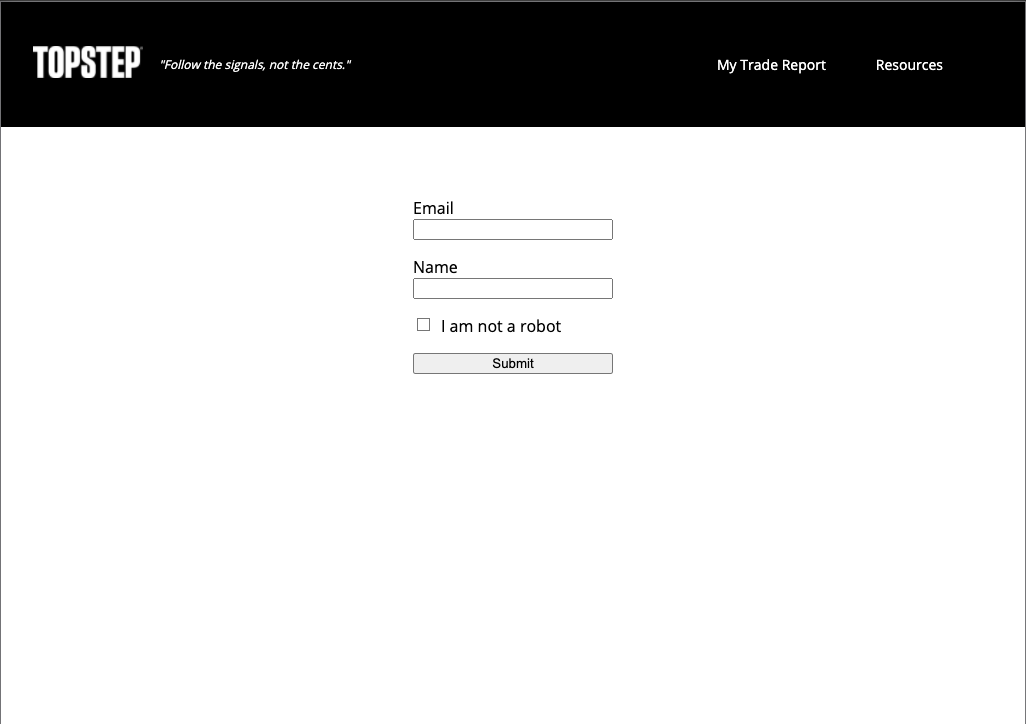 TOPSTEP "Follow the signals, not the cents." My Trade Report Resources
Email
Name
I am not a robot
Submit